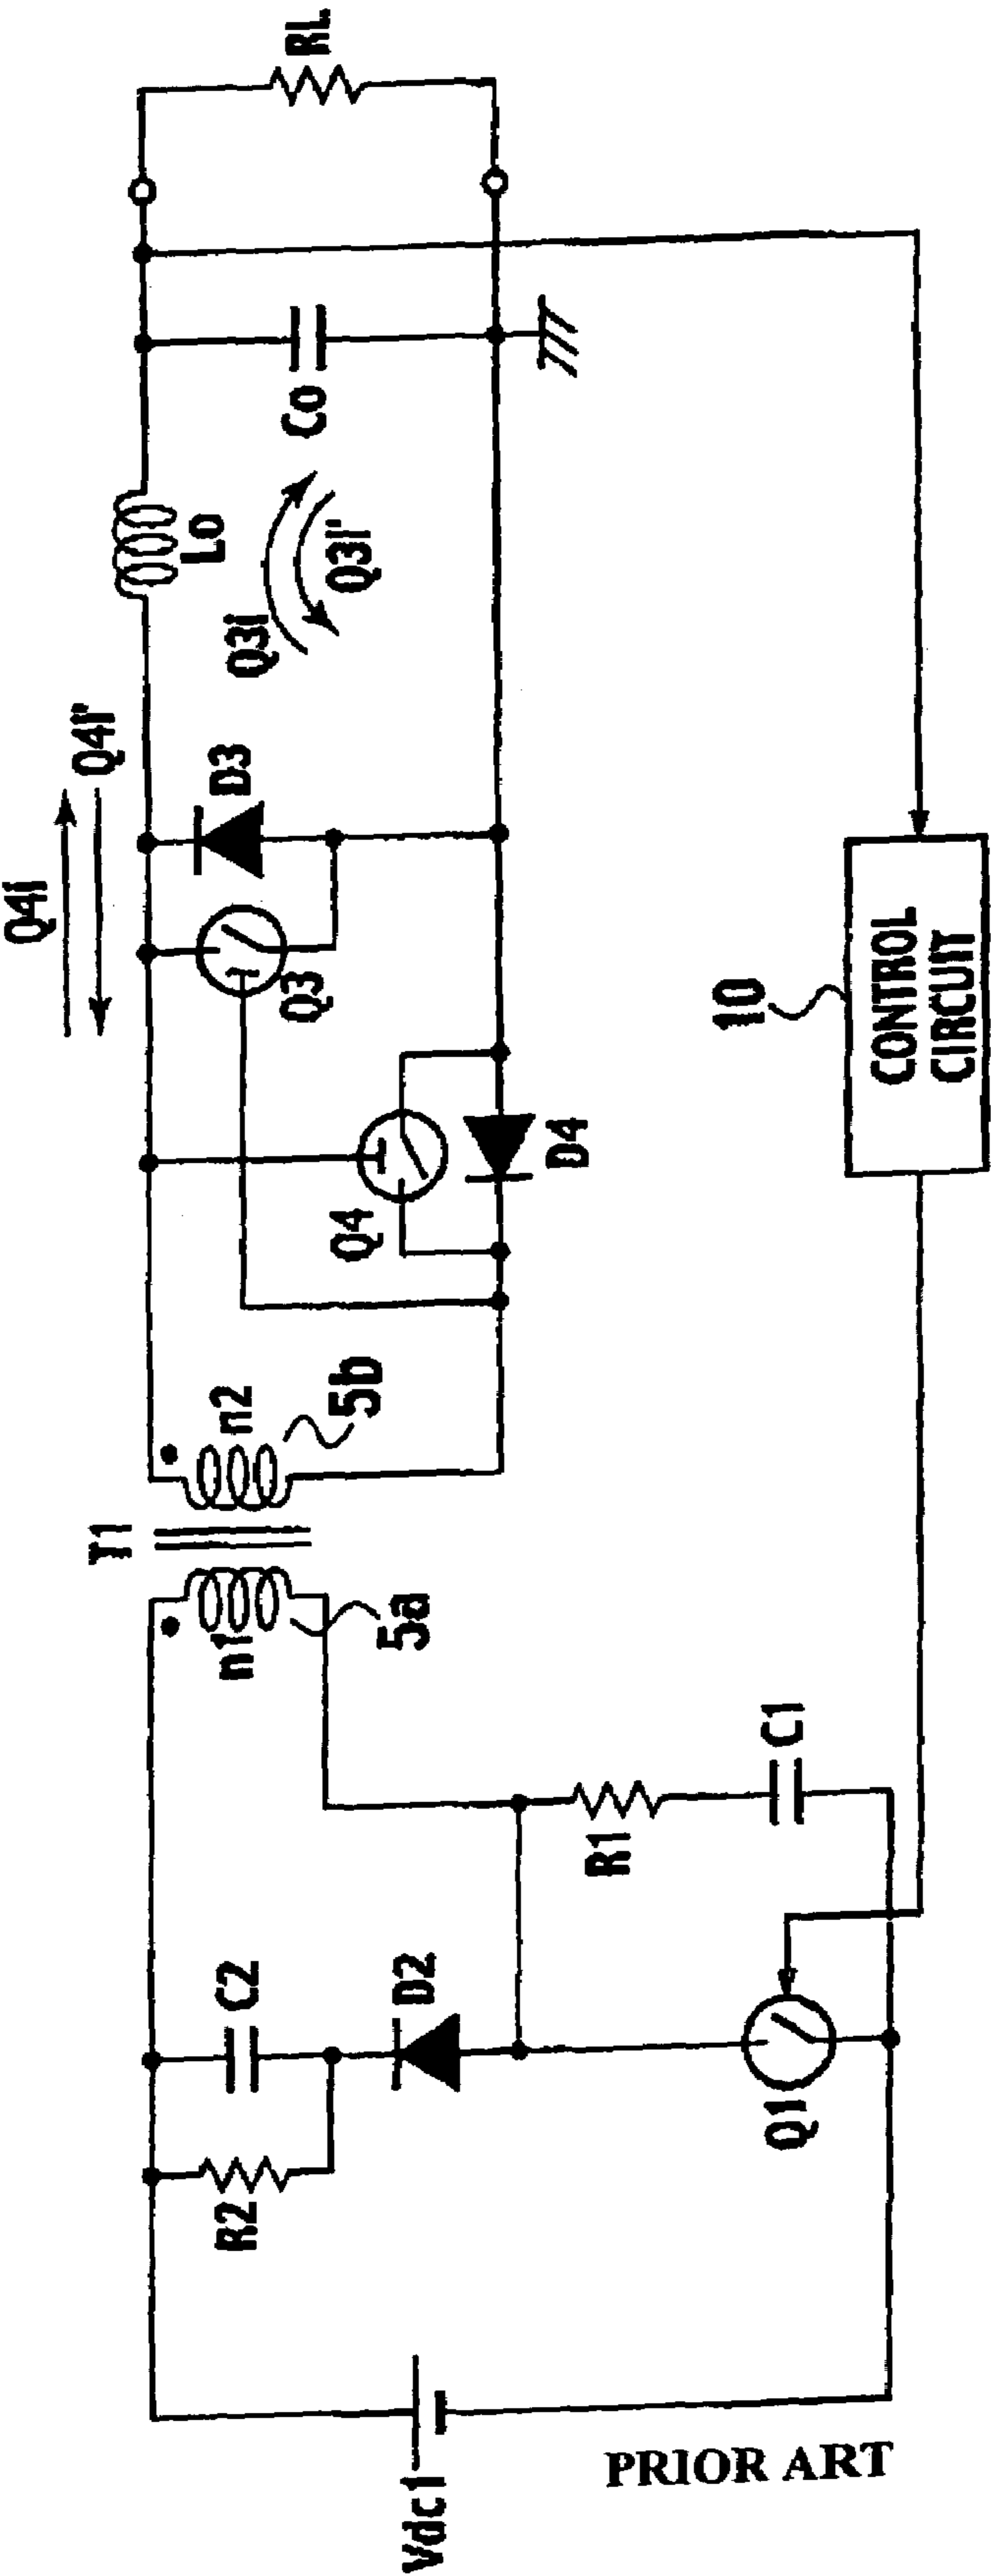 Vdc1
R2
C2
D2
Q1
R1
C1
n1
5a
T1
n2
5b
Q4
D4
Q3
D3
Q4i
Q4i'
Q3i
Q3i'
Lo
Co
RL
10
CONTROL
CIRCUIT
PRIOR ART